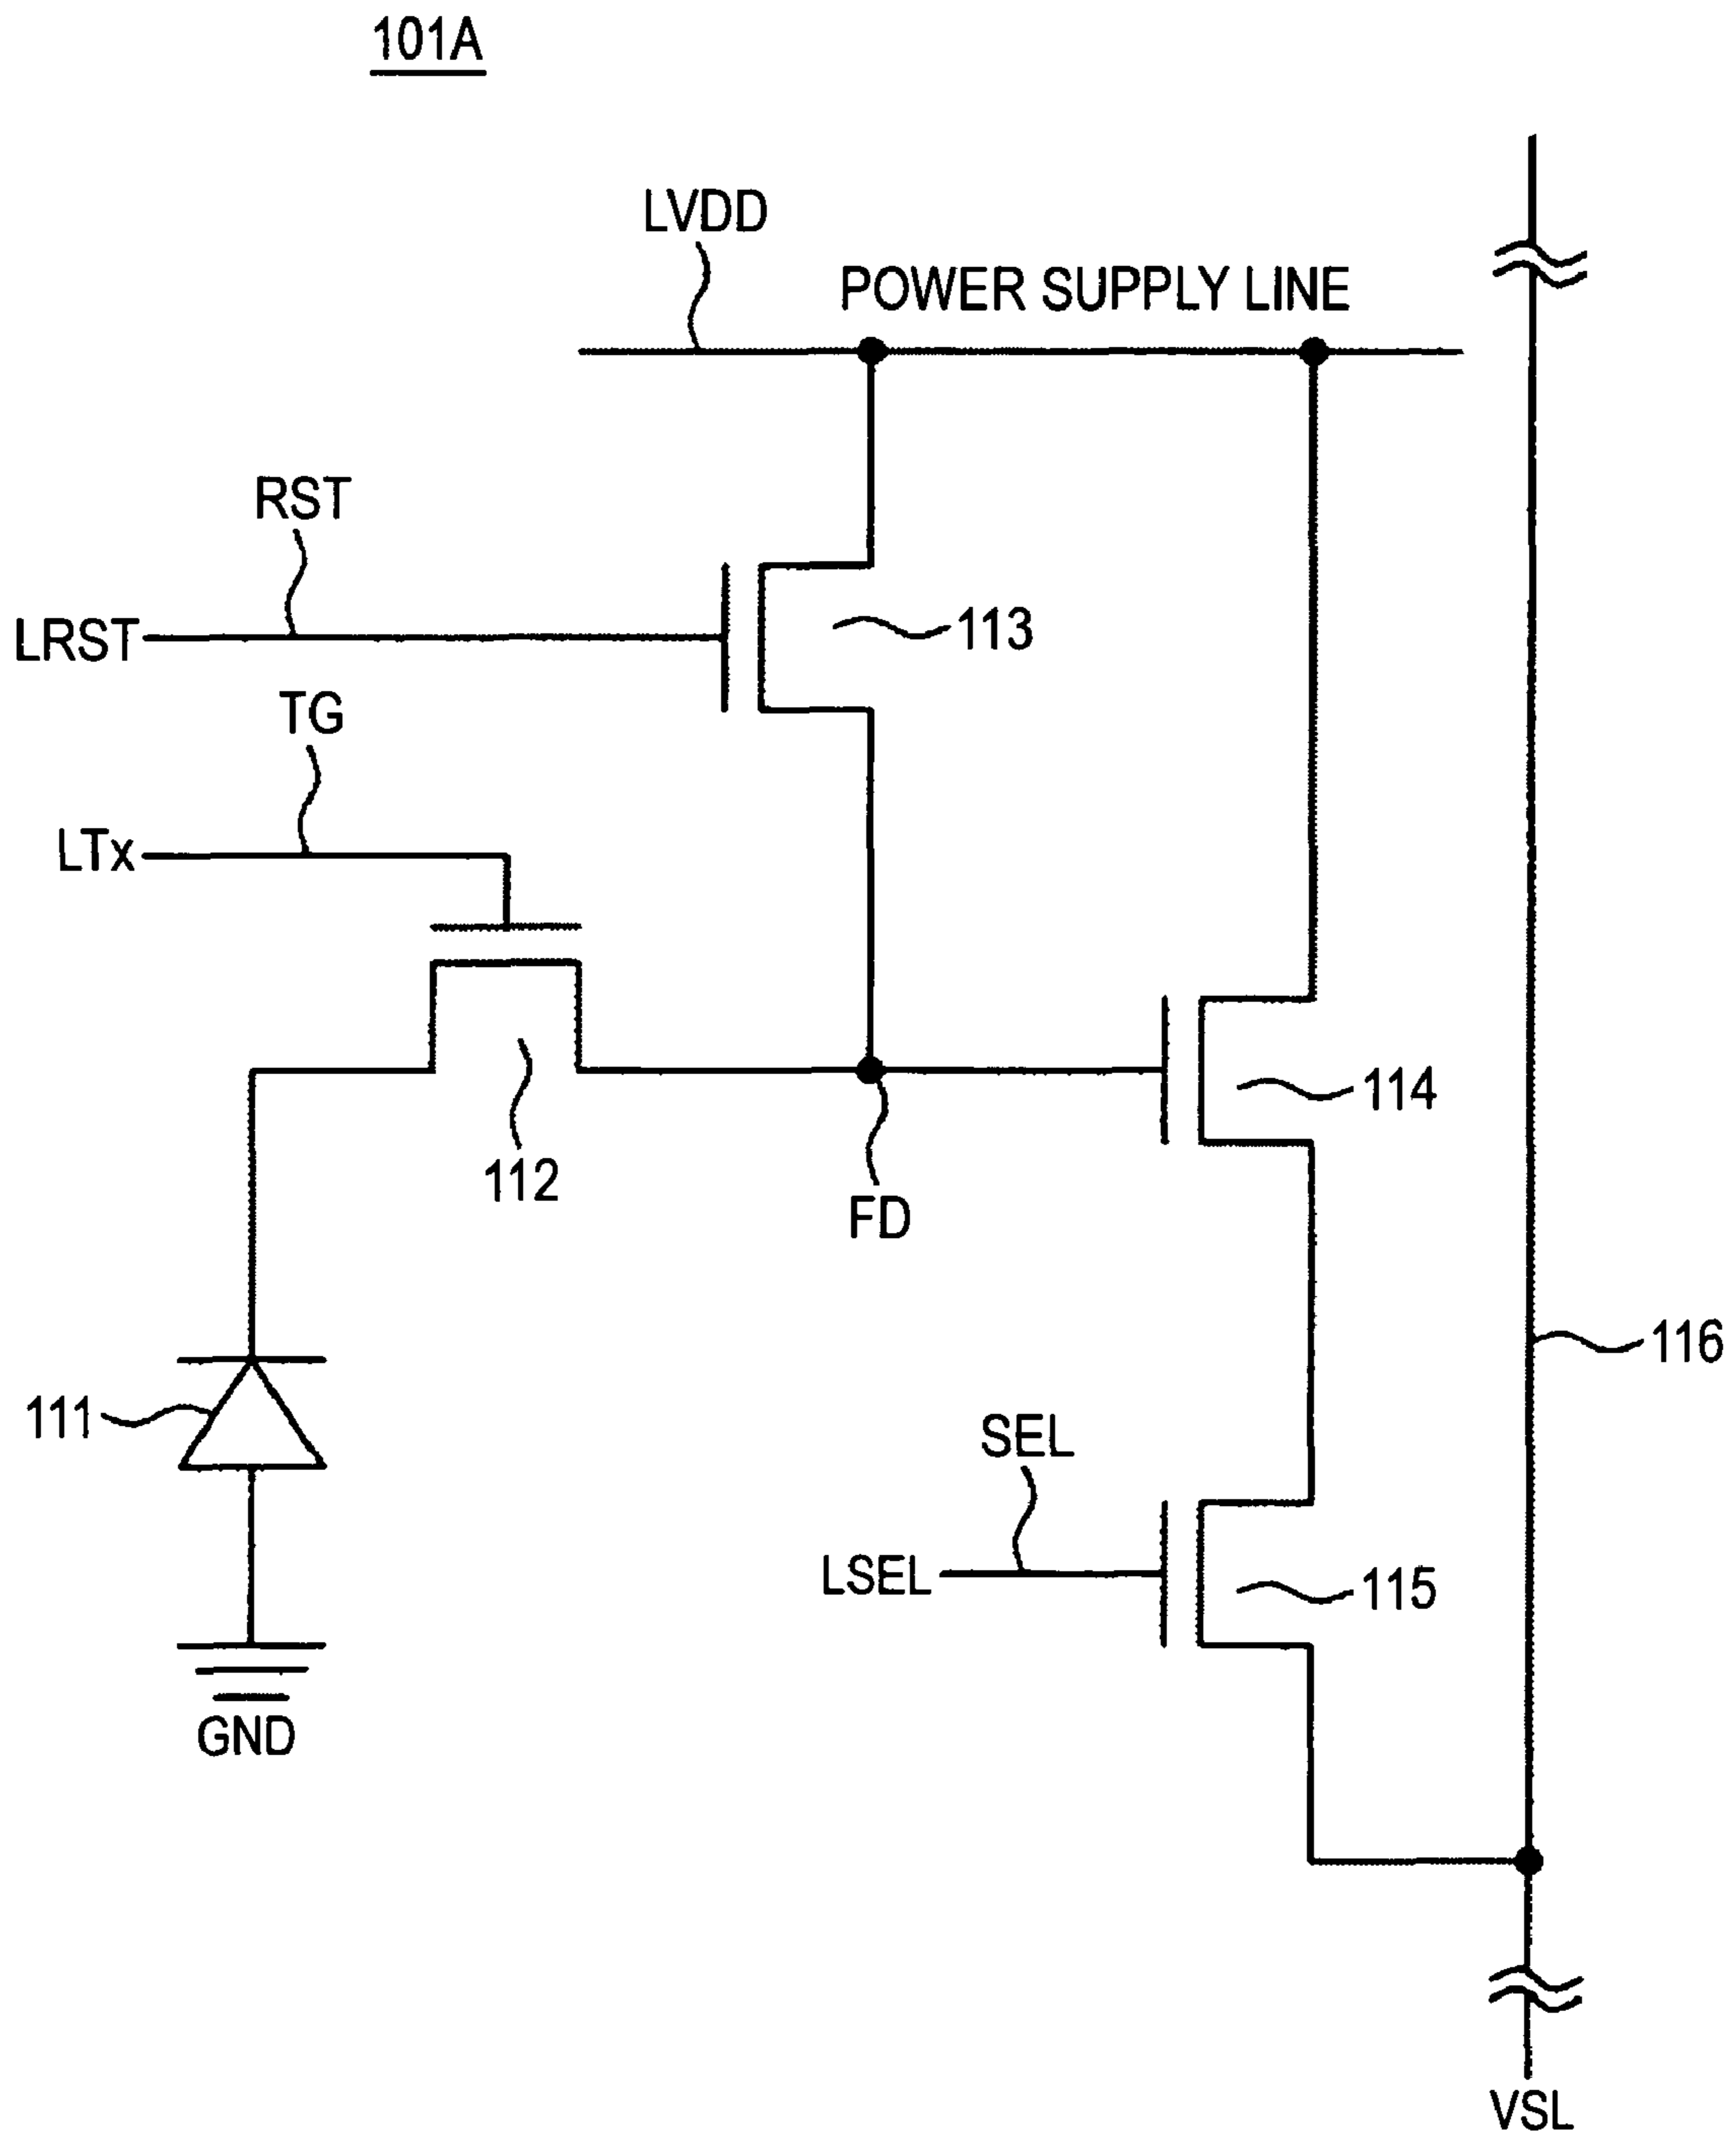 101A
LVDD
POWER SUPPLY LINE
RST
LRST
113
TG
LTx
114
112
FD
116
111
SEL
LSEL
115
GND
VSL